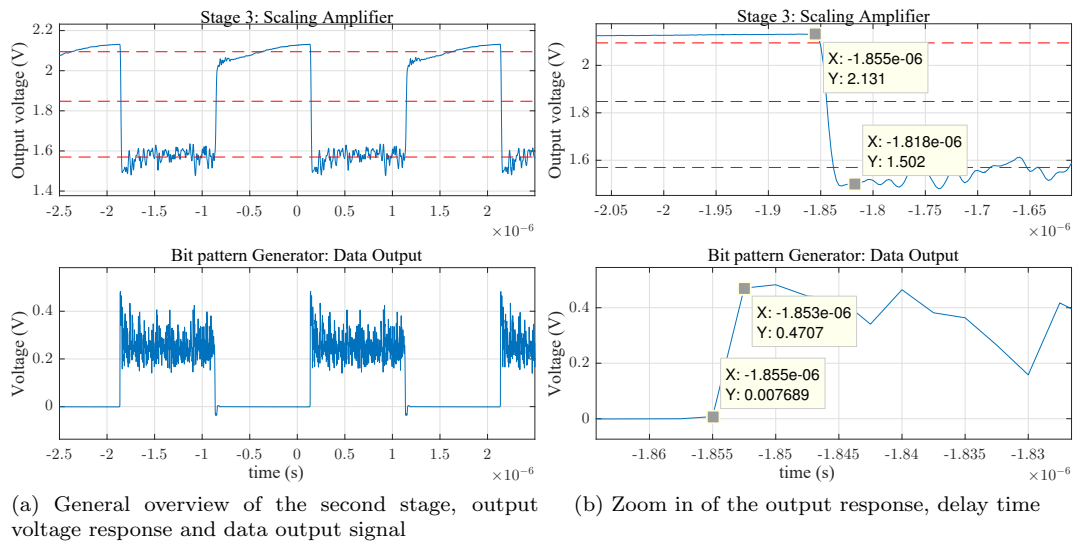 Stage 3: Scaling Amplifier
Output voltage (V)
2.2
2
1.8
1.6
1.4
-2.5 -2 -1.5 -1 -0.5 0 0.5 1 1.5 2
×10⁻⁶
Bit pattern Generator: Data Output
Voltage (V)
0.4
0.2
0
-2.5 -2 -1.5 -1 -0.5 0 0.5 1 1.5 2
time (s)
×10⁻⁶
(a) General overview of the second stage, output
voltage response and data output signal
Stage 3: Scaling Amplifier
Output voltage (V)
2
1.8
1.6
X: -1.855e-06
Y: 2.131
X: -1.818e-06
Y: 1.502
-2.05 -2 -1.95 -1.9 -1.85 -1.8 -1.75 -1.7 -1.65
×10⁻⁶
Bit pattern Generator: Data Output
Voltage (V)
0.4
0.2
0
X: -1.853e-06
Y: 0.4707
X: -1.855e-06
Y: 0.007689
-1.86 -1.855 -1.85 -1.845 -1.84 -1.835 -1.83
time (s)
×10⁻⁶
(b) Zoom in of the output response, delay time